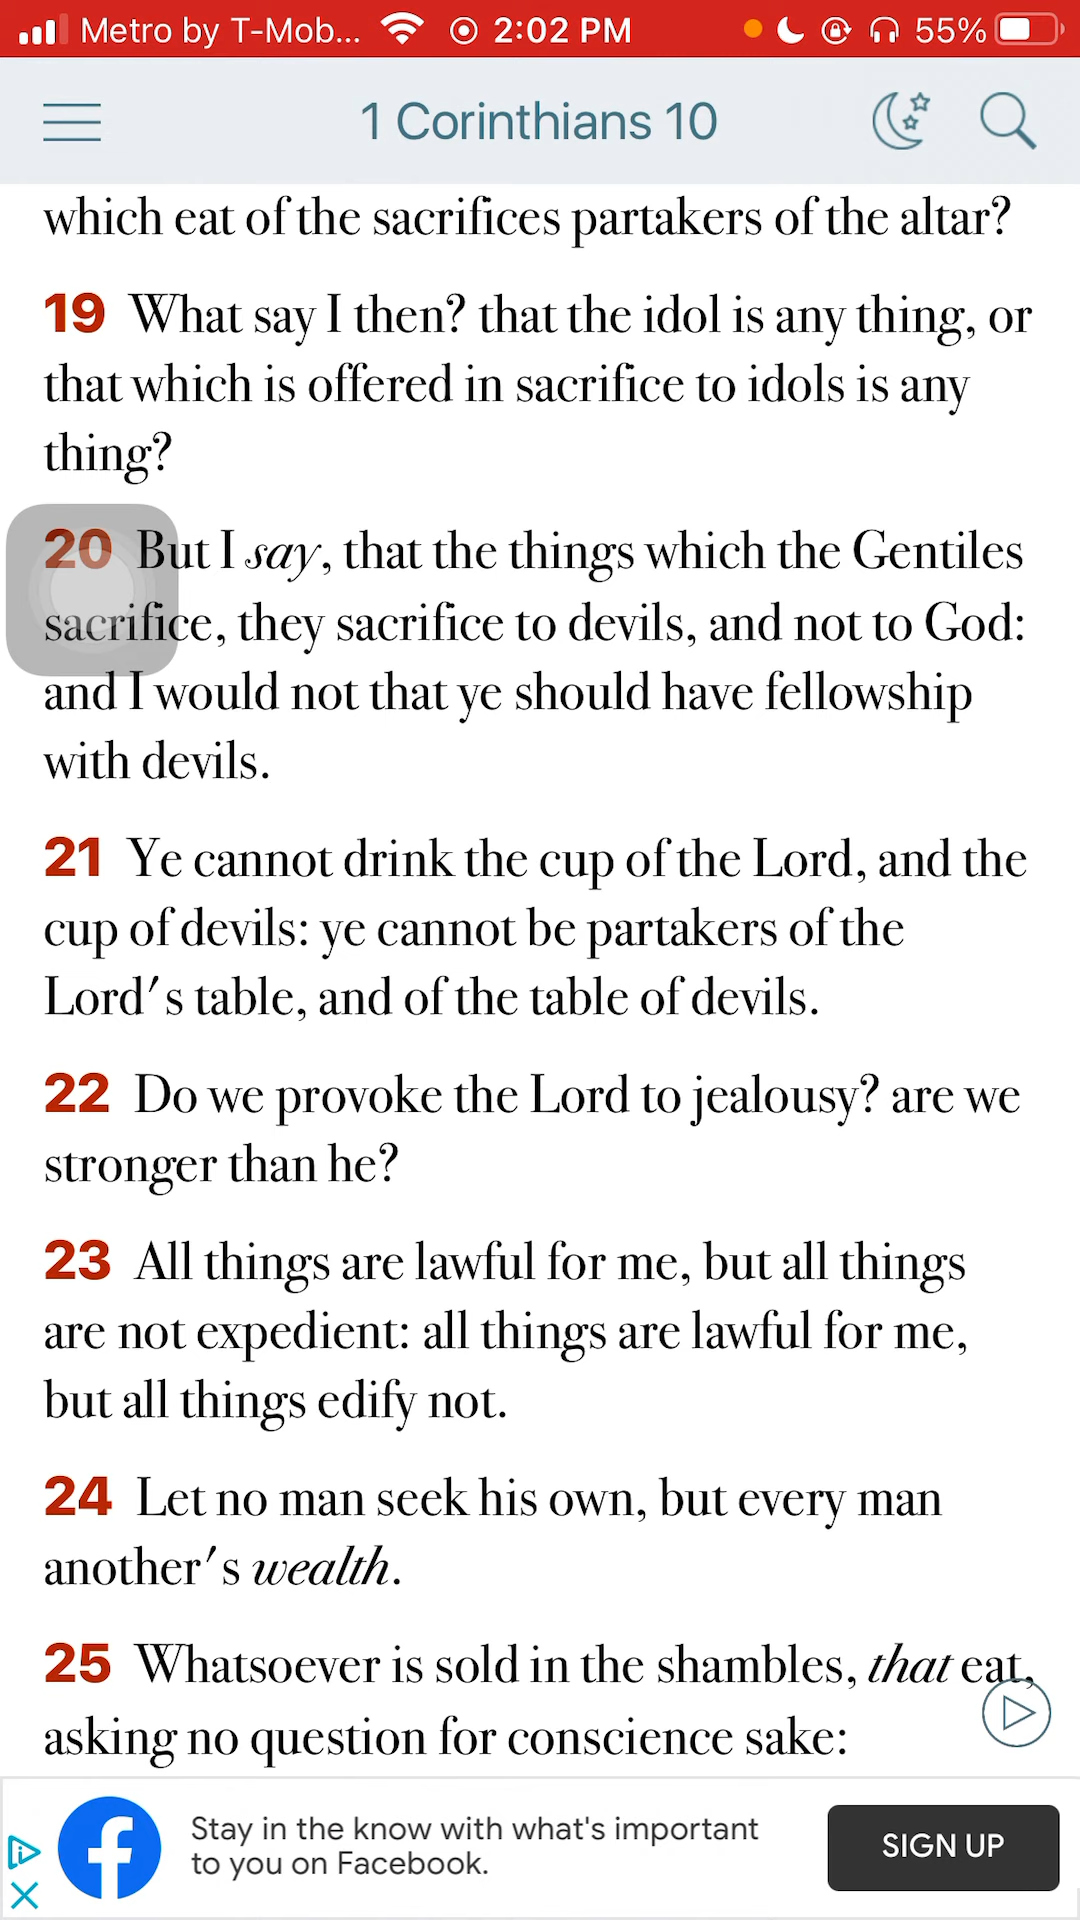 Metro by T-Mob... 2:02 PM 55%
1 Corinthians 10
which eat of the sacrifices partakers of the altar?
19 What say I then? that the idol is any thing, or
that which is offered in sacrifice to idols is any
thing?
20 But I say, that the things which the Gentiles
sacrifice, they sacrifice to devils, and not to God:
and I would not that ye should have fellowship
with devils.
21 Ye cannot drink the cup of the Lord, and the
cup of devils: ye cannot be partakers of the
Lord's table, and of the table of devils.
22 Do we provoke the Lord to jealousy? are we
stronger than he?
23 All things are lawful for me, but all things
are not expedient: all things are lawful for me,
but all things edify not.
24 Let no man seek his own, but every man
another's wealth.
25 Whatsoever is sold in the shambles, that eat,
asking no question for conscience sake:
Stay in the know with what's important
to you on Facebook.
SIGN UP